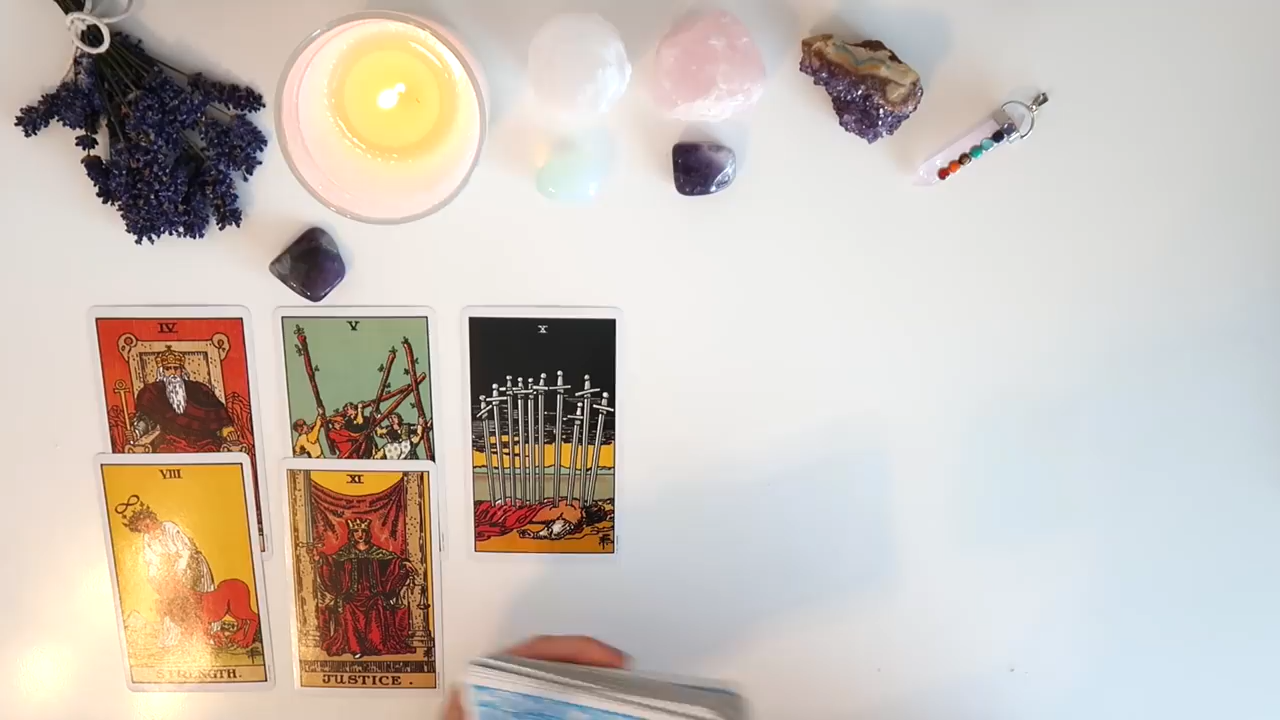 IV
V
X
VIII
XI
STRENGTH.
JUSTICE.